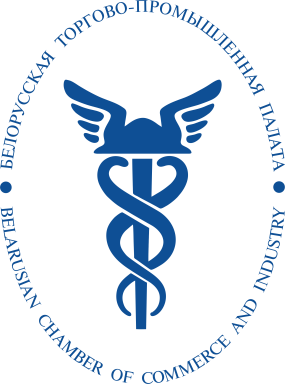 БЕЛОРУССКАЯ ТОРГОВО-ПРОМЫШЛЕННАЯ ПАЛАТА
BELARUSIAN CHAMBER OF COMMERCE AND INDUSTRY